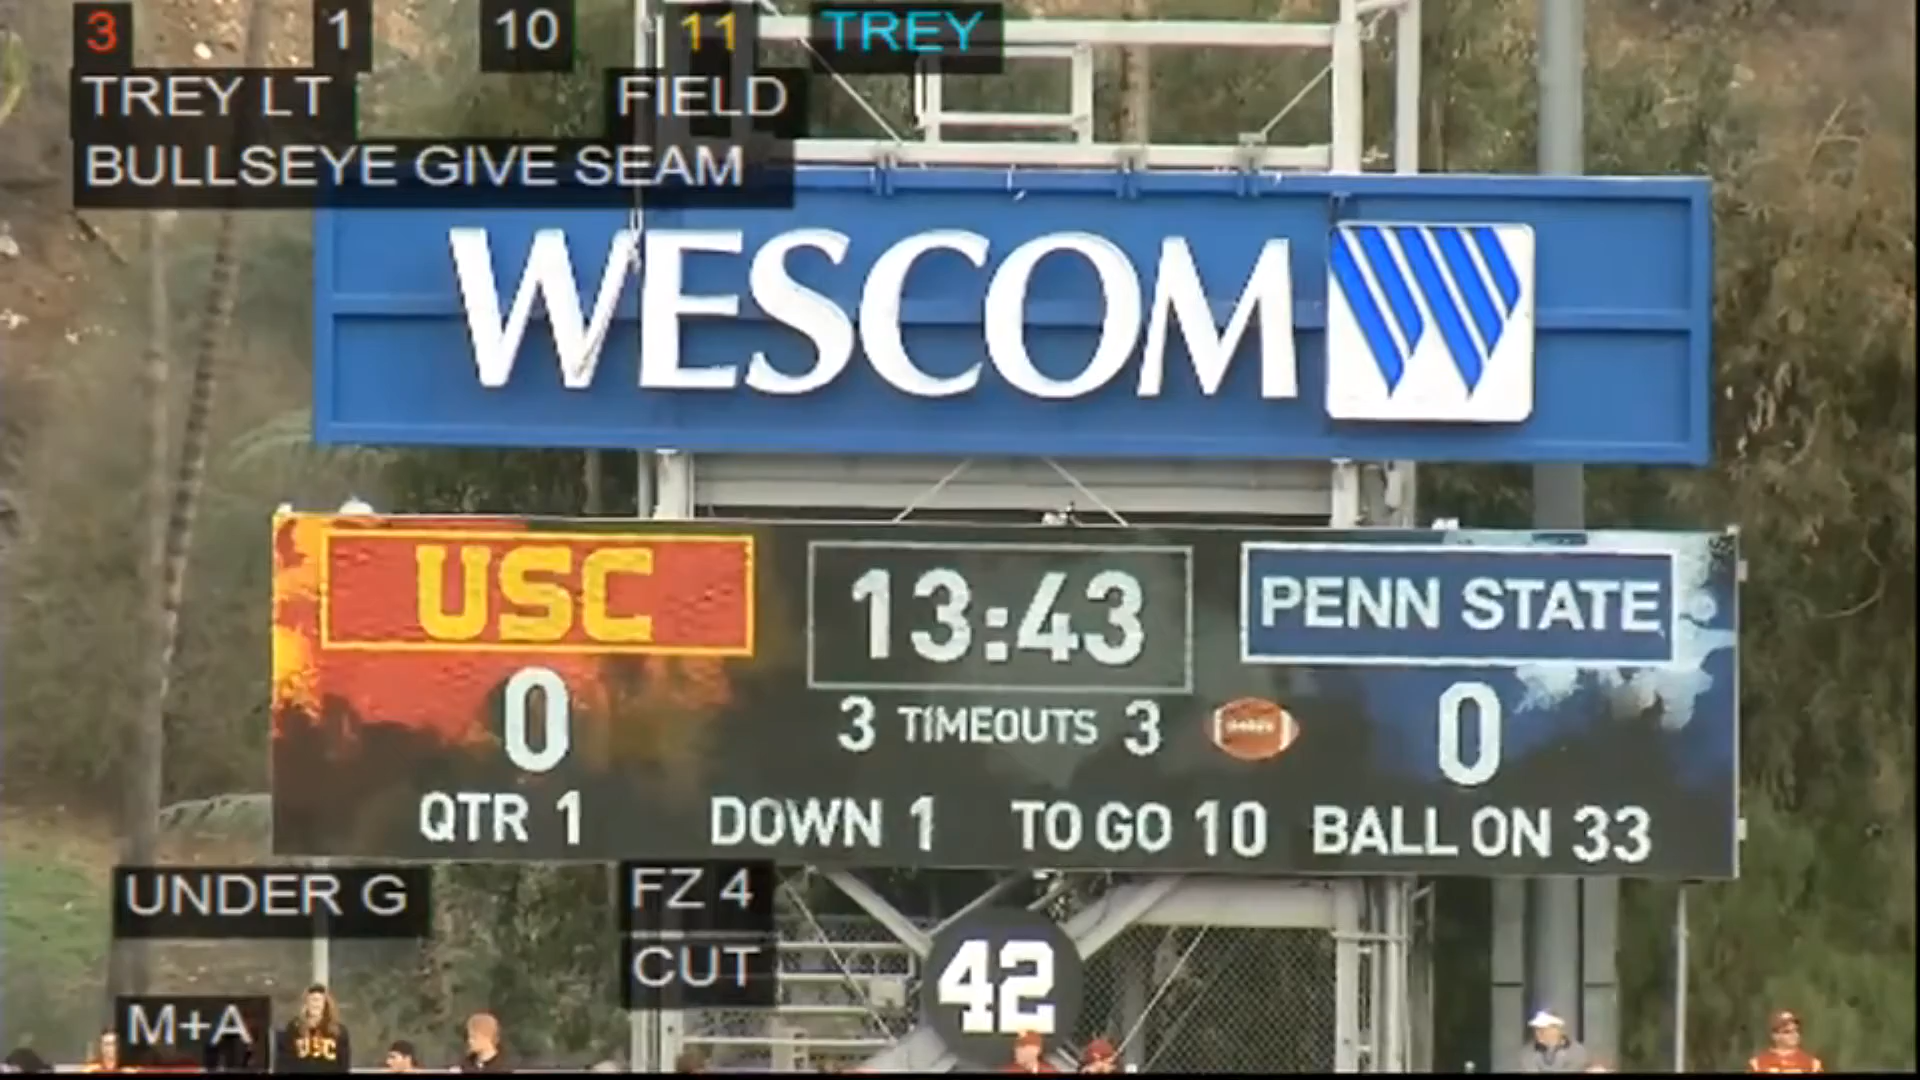 3 1 10 11 TREY
TREY LT FIELD
BULLSEYE GIVE SEAM
WESCOM
USC 13:43 PENN STATE
0 3 TIMEOUTS 3 0
QTR 1 DOWN 1 TO GO 10 BALL ON 33
UNDER G FZ 4
CUT
42
M+A
USC